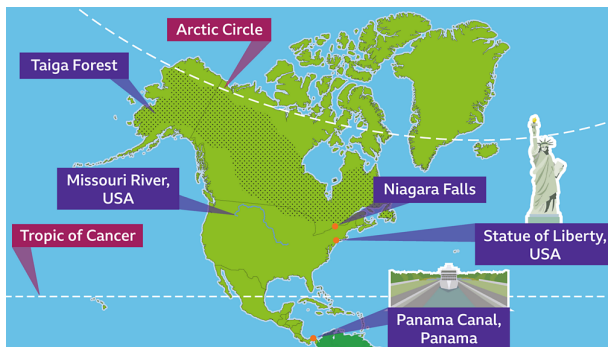 Arctic Circle
Taiga Forest
Missouri River,
USA
Niagara Falls
Tropic of Cancer
Statue of Liberty,
USA
Panama Canal,
Panama